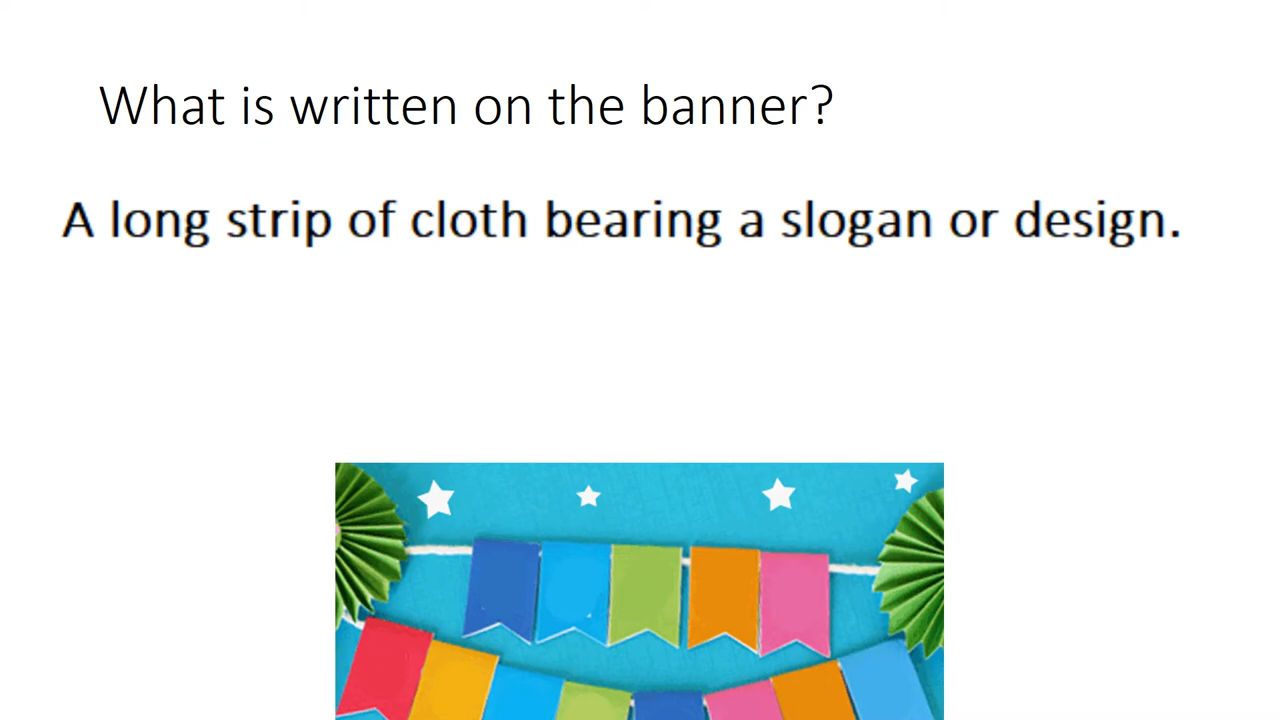 What is written on the banner?
A long strip of cloth bearing a slogan or design.